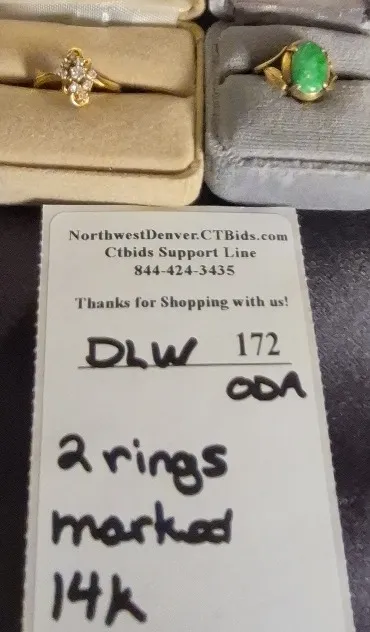 NorthwestDenver.CTBids.com
Ctbids Support Line
844-424-3435
Thanks for Shopping with us!
DLW 172
ODA
2 rings
marked
14k